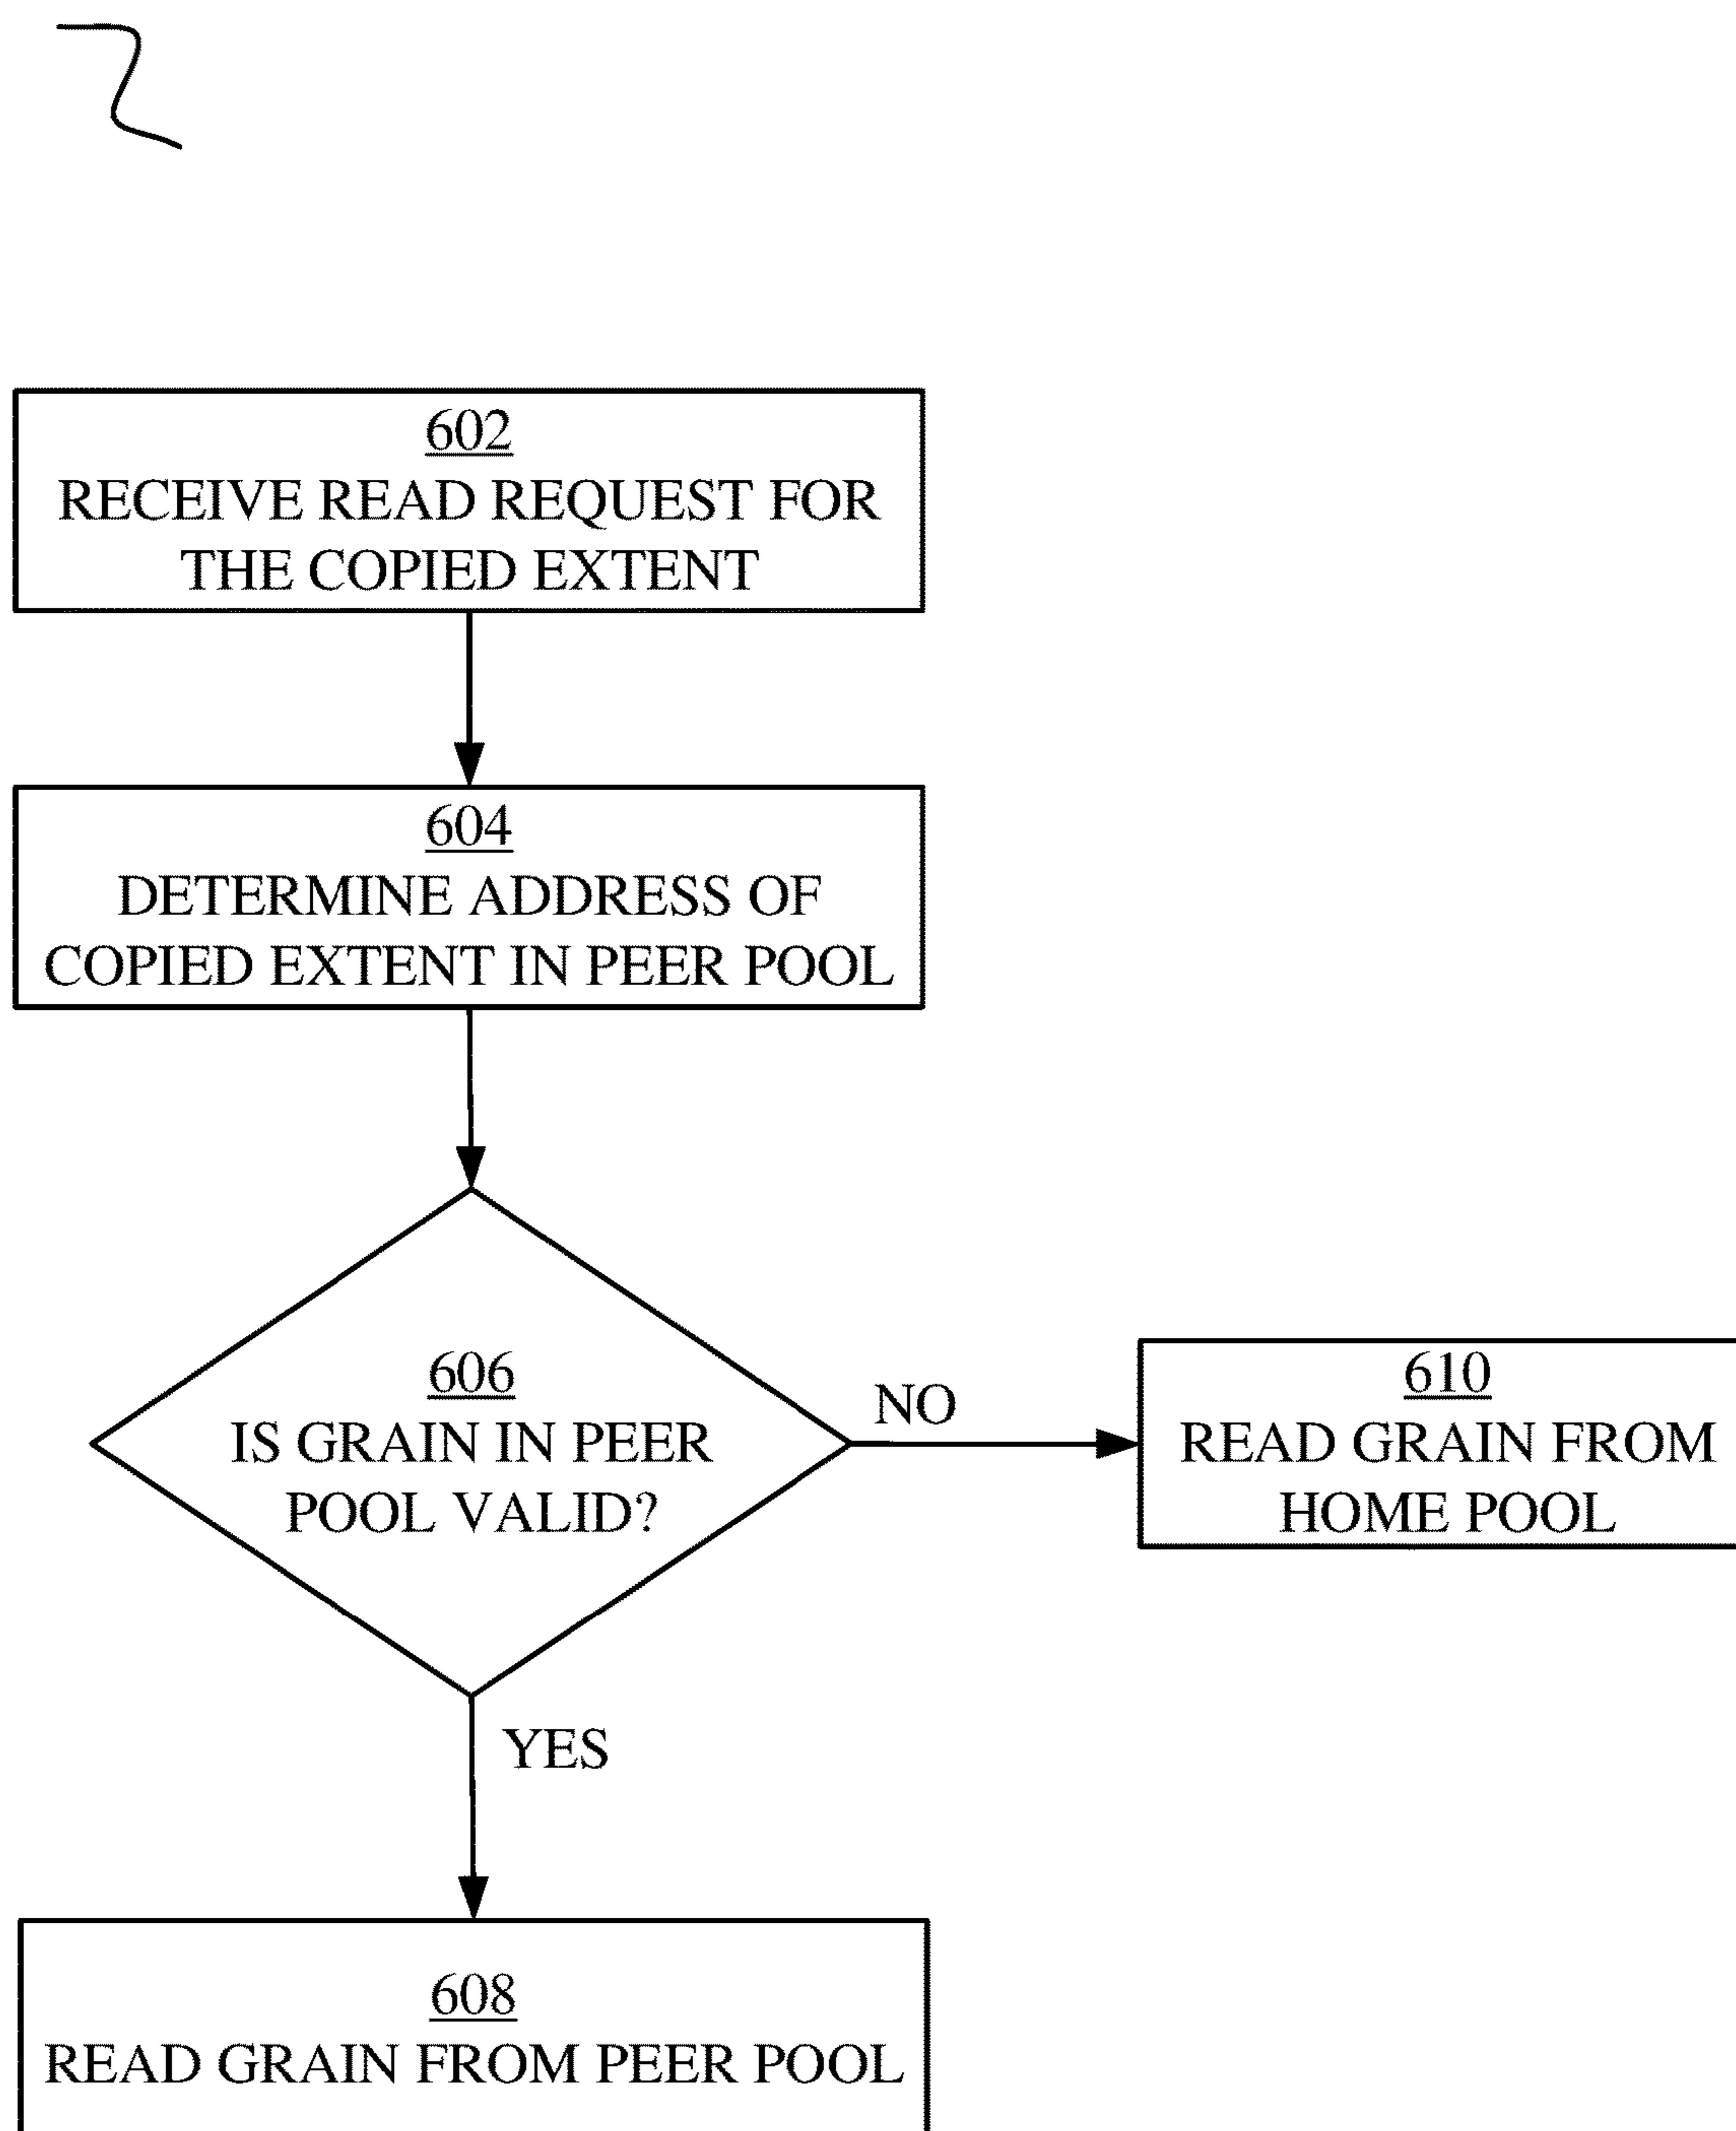 602
RECEIVE READ REQUEST FOR
THE COPIED EXTENT
604
DETERMINE ADDRESS OF
COPIED EXTENT IN PEER POOL
606
IS GRAIN IN PEER
POOL VALID?
NO
610
READ GRAIN FROM
HOME POOL
YES
608
READ GRAIN FROM PEER POOL